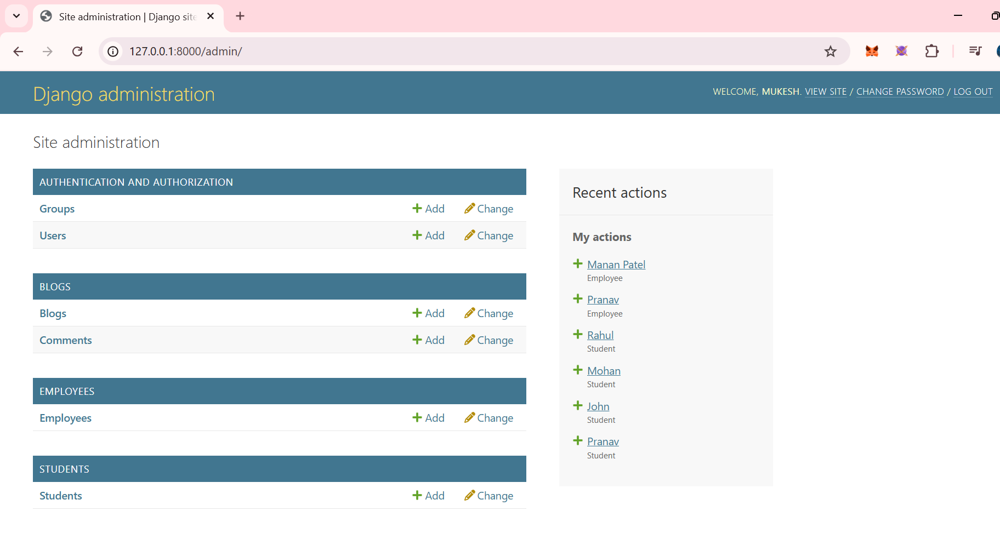 Site administration | Django site
127.0.0.1:8000/admin/
Django administration
WELCOME, MUKESH. VIEW SITE / CHANGE PASSWORD / LOG OUT
Site administration
AUTHENTICATION AND AUTHORIZATION
Groups Add Change
Users Add Change
BLOGS
Blogs Add Change
Comments Add Change
EMPLOYEES
Employees Add Change
STUDENTS
Students Add Change
Recent actions
My actions
Manan Patel
Employee
Pranav
Employee
Rahul
Student
Mohan
Student
John
Student
Pranav
Student